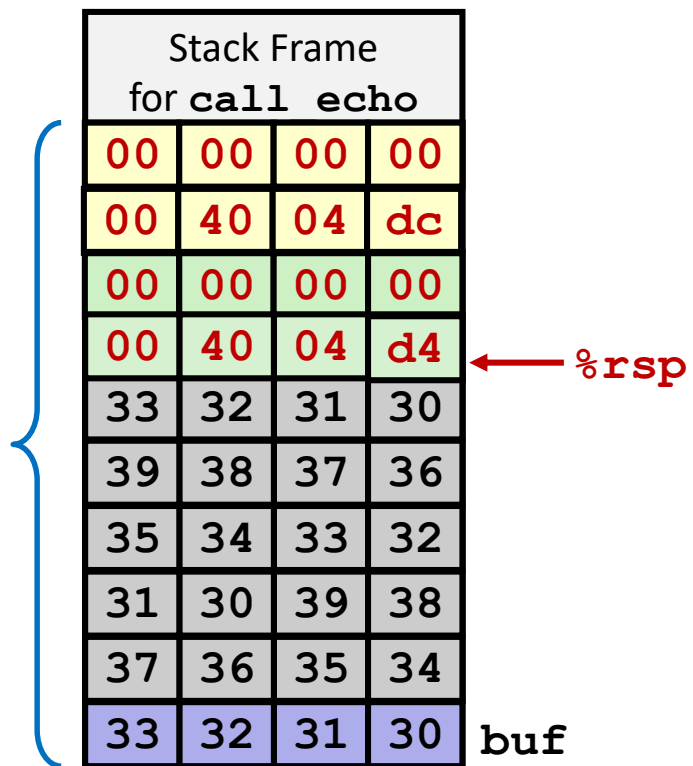 Stack Frame
for call echo
00 00 00 00
00 40 04 dc
00 00 00 00
00 40 04 d4
%rsp
33 32 31 30
39 38 37 36
35 34 33 32
31 30 39 38
37 36 35 34
33 32 31 30 buf